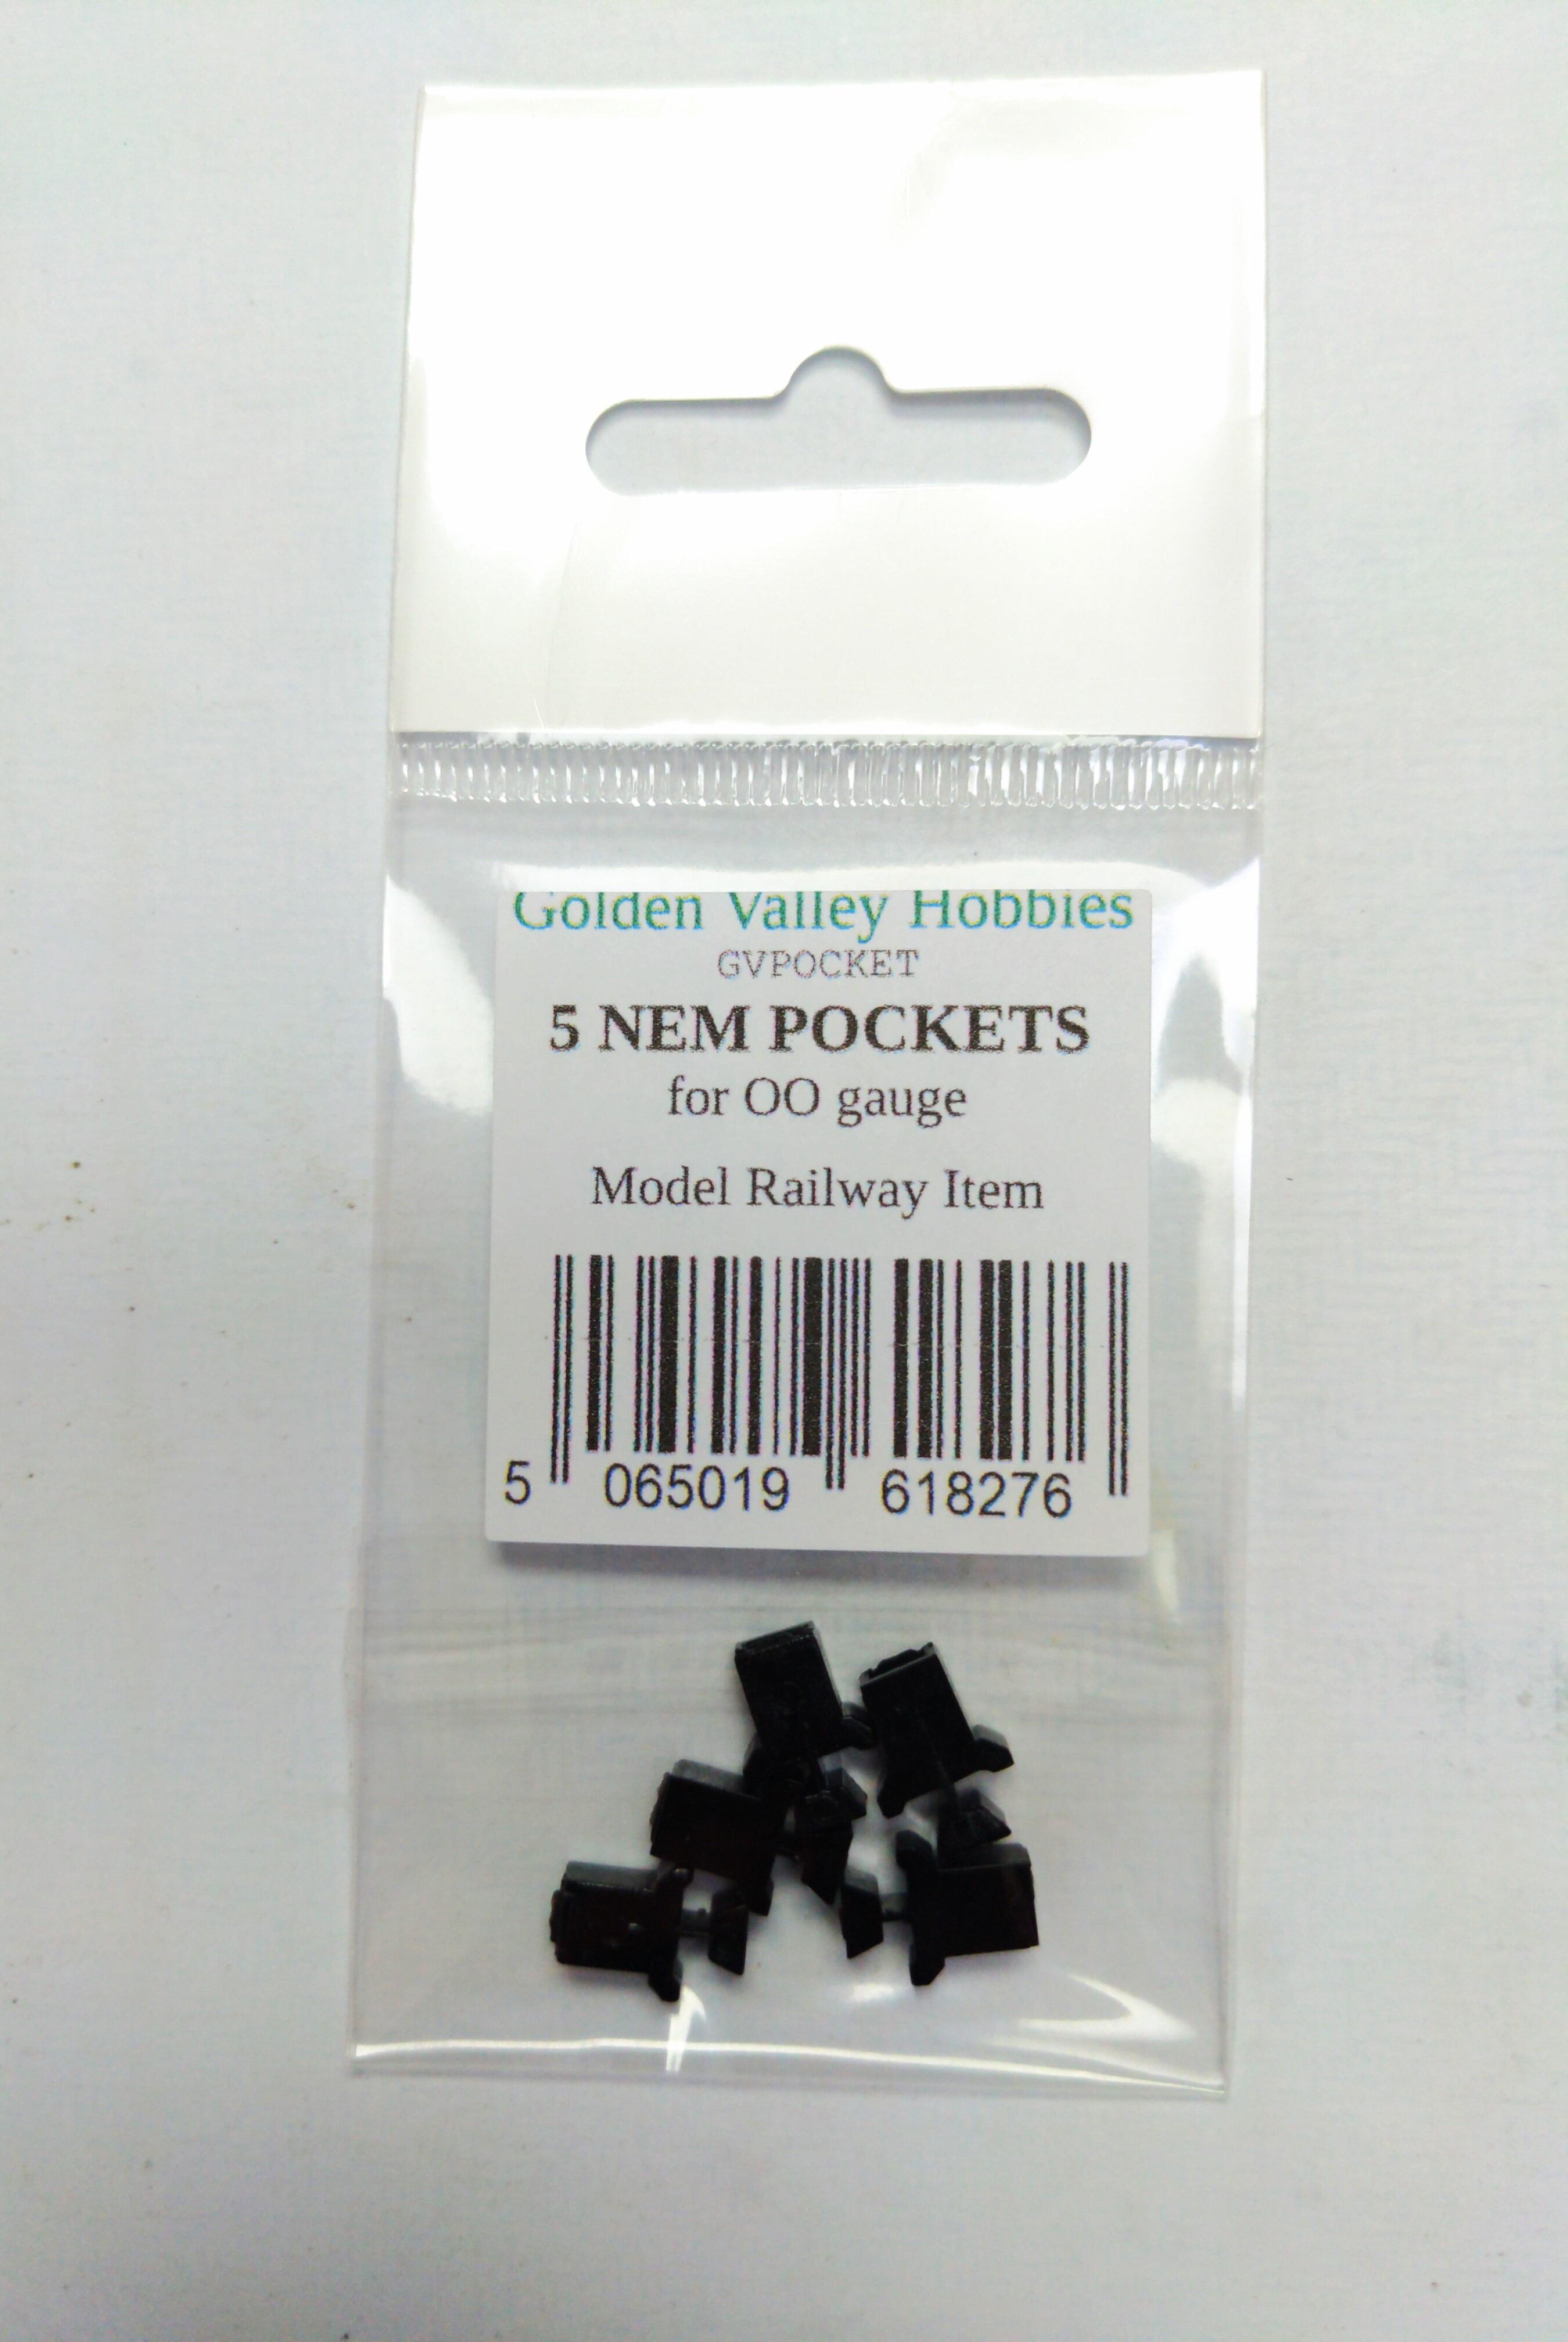 Golden Valley Hobbies
GVPOCKET
5 NEM POCKETS
for OO gauge
Model Railway Item
5 065019 618276